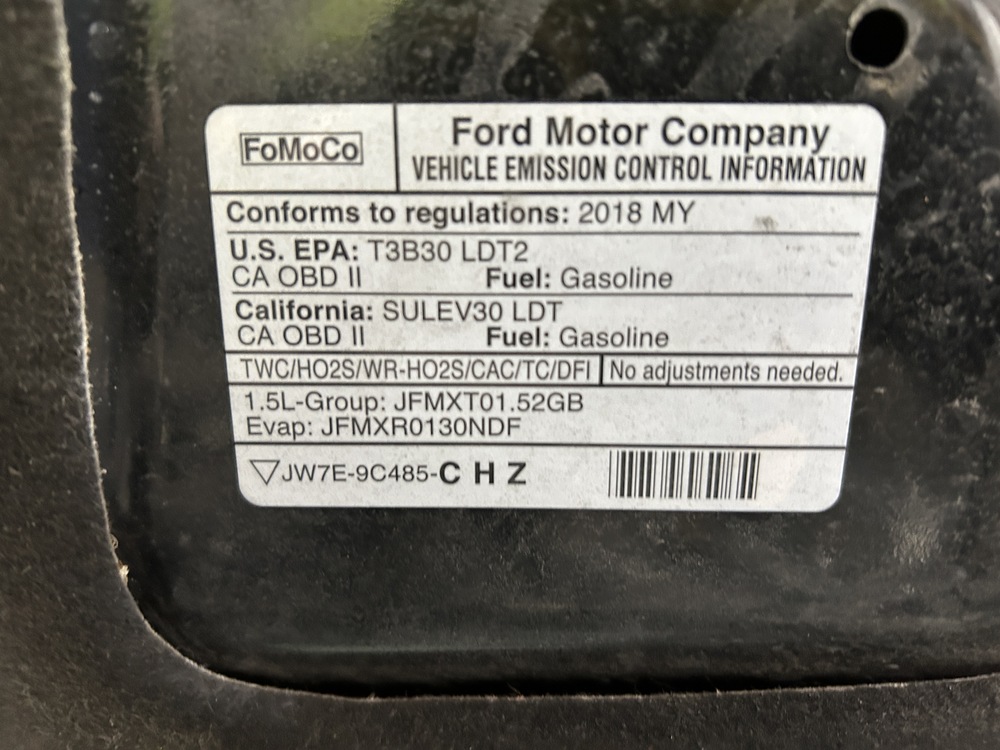 FoMoCo
Ford Motor Company
VEHICLE EMISSION CONTROL INFORMATION
Conforms to regulations: 2018 MY
U.S. EPA: T3B30 LDT2
CA OBD II Fuel: Gasoline
California: SULEV30 LDT
CA OBD II Fuel: Gasoline
TWC/HO2S/WR-HO2S/CAC/TC/DFI No adjustments needed.
1.5L-Group: JFMXT01.52GB
Evap: JFMXR0130NDF
▽JW7E-9C485-C H Z